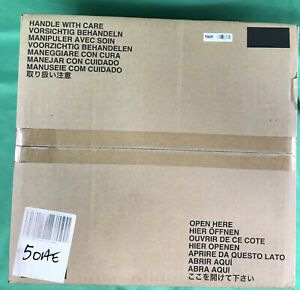 HANDLE WITH CARE
VORSICHTIG BEHANDELN
MANIPULER AVEC SOIN
VOORZICHTIG BEHANDELEN
MANEGGIARE CON CURA
MANEJAR CON CUIDADO
MANUSEIE COM CUIDADO
取り扱い注意
OPEN HERE
HIER ÖFFNEN
OUVRIR DE CE COTE
HIER OPENEN
APRIRE DA QUESTO LATO
ABRIR AQUÍ
ABRA AQUI
ここを開けて下さい